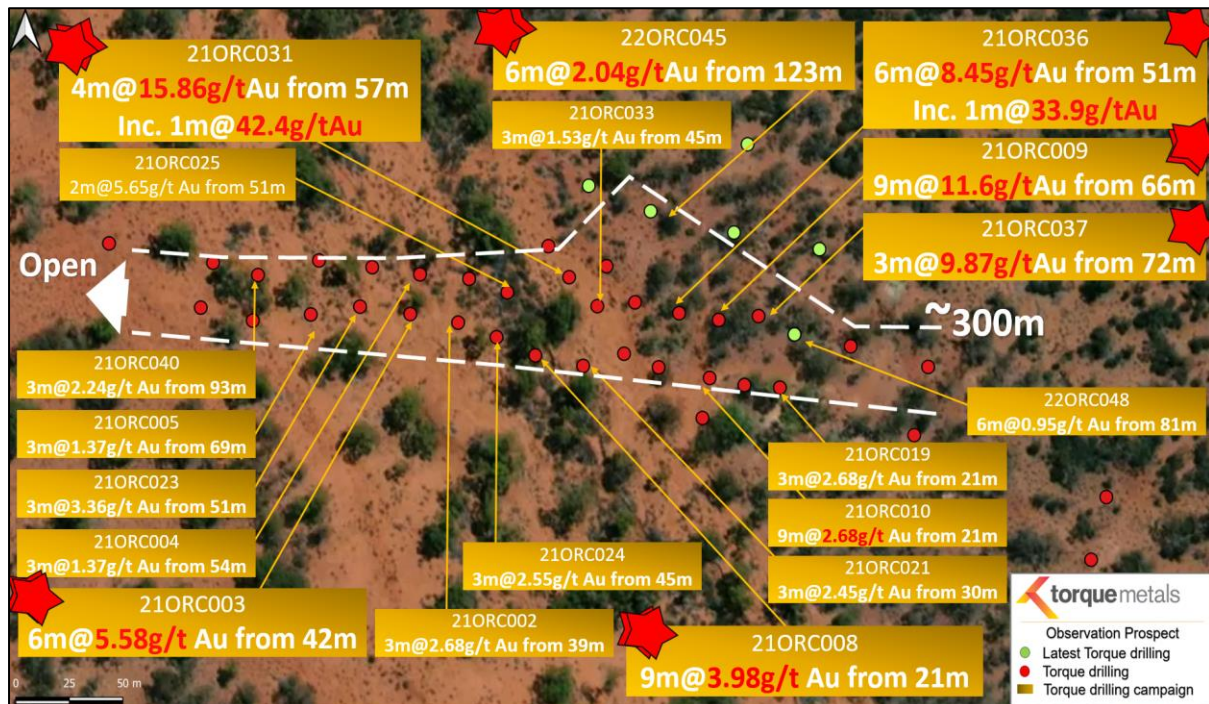 21ORC031
4m@15.86g/tAu from 57m
Inc. 1m@42.4g/tAu
21ORC025
2m@5.65g/t Au from 51m
22ORC045
6m@2.04g/tAu from 123m
21ORC033
3m@1.53g/t Au from 45m
21ORC036
6m@8.45g/tAu from 51m
Inc. 1m@33.9g/tAu
21ORC009
9m@11.6g/tAu from 66m
21ORC037
3m@9.87g/tAu from 72m
Open
~300m
21ORC040
3m@2.24g/t Au from 93m
21ORC005
3m@1.37g/t Au from 69m
21ORC023
3m@3.36g/t Au from 51m
21ORC004
3m@1.37g/t Au from 54m
21ORC003
6m@5.58g/t Au from 42m
21ORC024
3m@2.55g/t Au from 45m
21ORC002
3m@2.68g/t Au from 39m
21ORC008
9m@3.98g/t Au from 21m
22ORC048
6m@0.95g/t Au from 81m
21ORC019
3m@2.68g/t Au from 21m
21ORC010
9m@2.68g/t Au from 21m
21ORC021
3m@2.45g/t Au from 30m
0 25 50 m
torquemetals
Observation Prospect
Latest Torque drilling
Torque drilling
Torque drilling campaign